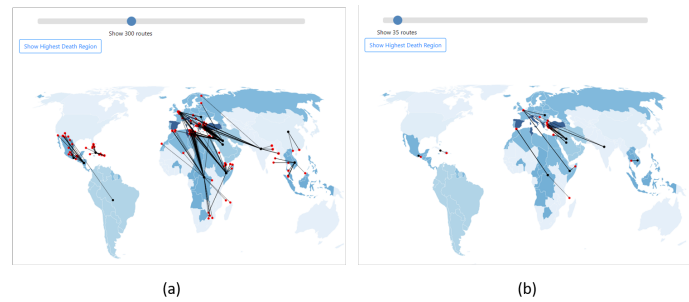 Show 300 routes
Show Highest Death Region
Show 35 routes
Show Highest Death Region
(a)
(b)